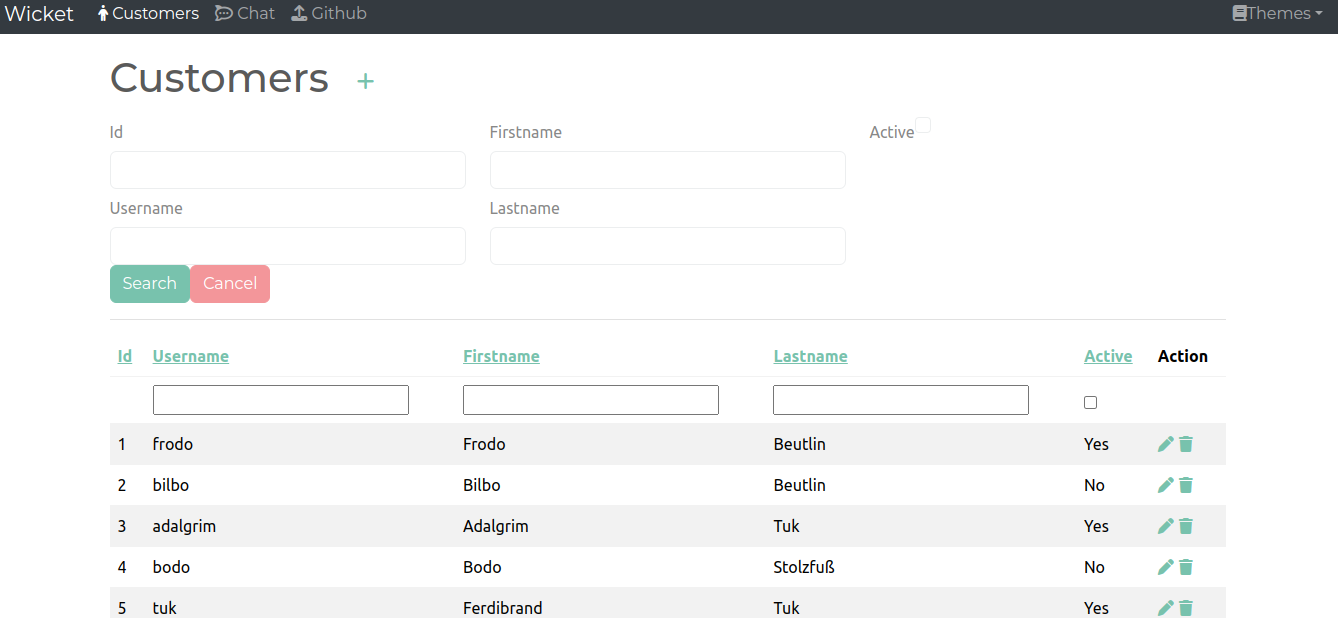 Wicket Customers Chat Github Themes
Customers +
Id Firstname Active
Username Lastname
Search Cancel
Id Username Firstname Lastname Active Action
1 frodo Frodo Beutlin Yes
2 bilbo Bilbo Beutlin No
3 adalgrim Adalgrim Tuk Yes
4 bodo Bodo Stolzfuß No
5 tuk Ferdibrand Tuk Yes